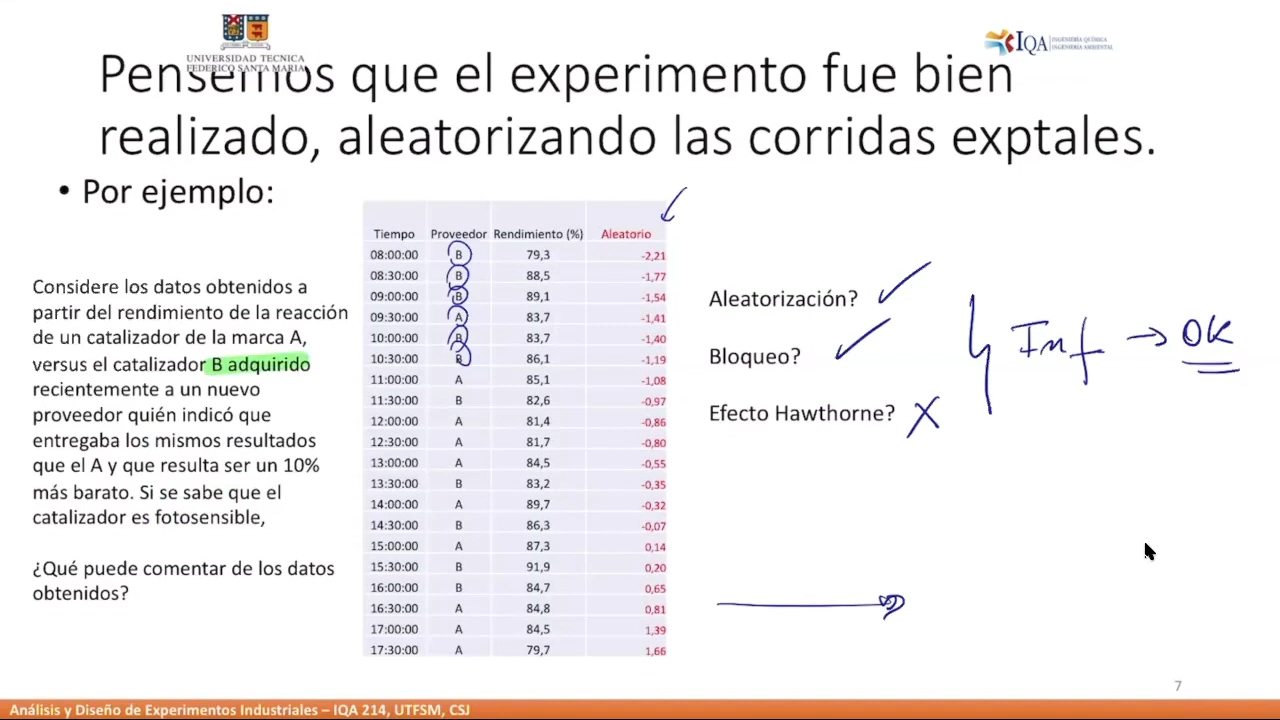 UNIVERSIDAD TECNICA
FEDERICO SANTA MARIA
IQA INGENIERÍA QUÍMICA
INGENIERÍA AMBIENTAL
Pensemos que el experimento fue bien
realizado, aleatorizando las corridas exptales.
• Por ejemplo:
Considere los datos obtenidos a
partir del rendimiento de la reacción
de un catalizador de la marca A,
versus el catalizador B adquirido
recientemente a un nuevo
proveedor quién indicó que
entregaba los mismos resultados
que el A y que resulta ser un 10%
más barato. Si se sabe que el
catalizador es fotosensible,
¿Qué puede comentar de los datos
obtenidos?
Tiempo Proveedor Rendimiento (%) Aleatorio
08:00:00 B 79,3 -2,21
08:30:00 B 88,5 -1,77
09:00:00 B 89,1 -1,54
09:30:00 A 83,7 -1,41
10:00:00 B 83,7 -1,40
10:30:00 B 86,1 -1,19
11:00:00 A 85,1 -1,08
11:30:00 B 82,6 -0,97
12:00:00 A 81,4 -0,86
12:30:00 A 81,7 -0,80
13:00:00 A 84,5 -0,55
13:30:00 B 83,2 -0,35
14:00:00 A 89,7 -0,32
14:30:00 B 86,3 -0,07
15:00:00 A 87,3 0,14
15:30:00 B 91,9 0,20
16:00:00 B 84,7 0,65
16:30:00 A 84,8 0,81
17:00:00 A 84,5 1,39
17:30:00 A 79,7 1,66
Aleatorización?
Bloqueo?
Efecto Hawthorne?
Inf → OK
7
Análisis y Diseño de Experimentos Industriales – IQA 214, UTFSM, CSJ